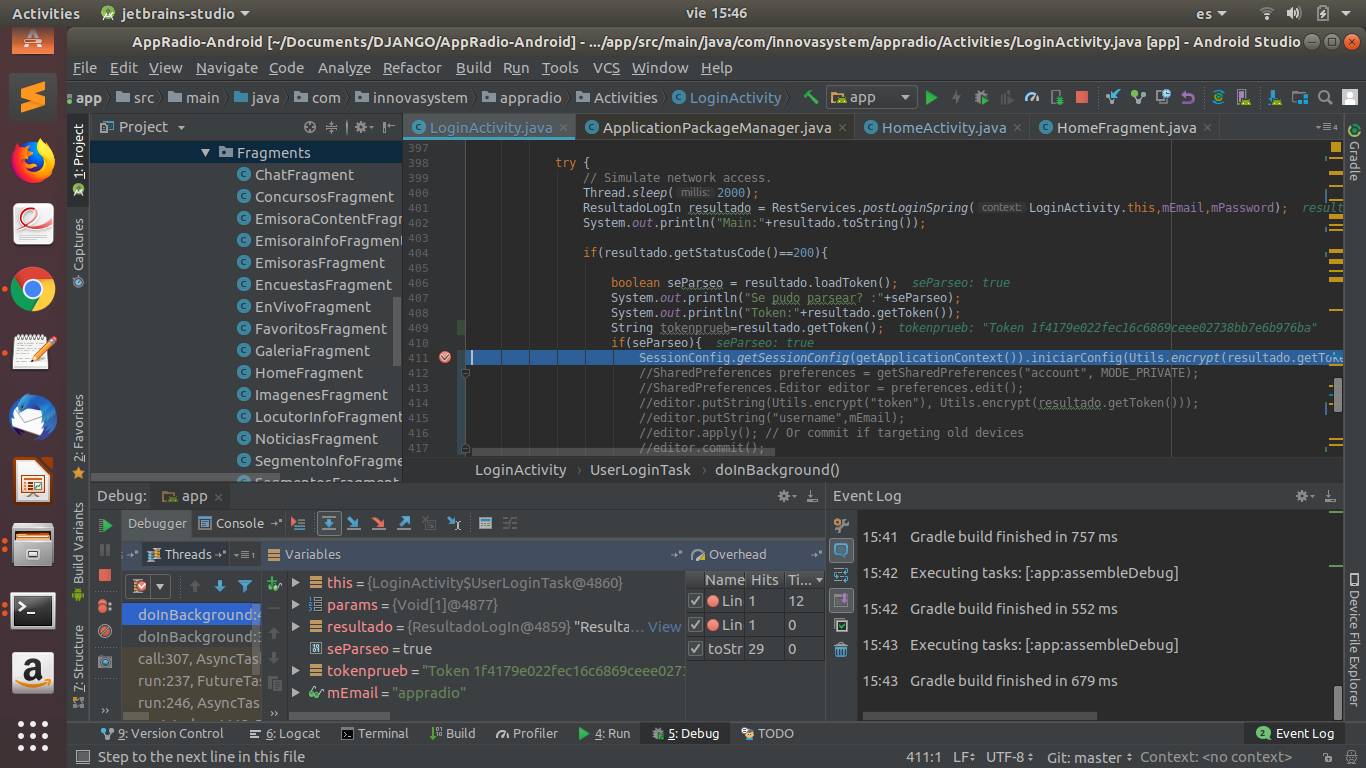 Activities jetbrains-studio vie 15:46 es
AppRadio-Android [~/Documents/DJANGO/AppRadio-Android] - .../app/src/main/java/com/innovasystem/appradio/Activities/LoginActivity.java [app] - Android Studio
File Edit View Navigate Code Analyze Refactor Build Run Tools VCS Window Help
app src main java com innovasystem appradio Activities LoginActivity app
1: Project
Captures
2: Favorites
Build Variants
7: Structure
Project
Fragments
ChatFragment
ConcursosFragment
EmisoraContentFragr
EmisoraInfoFragment
EmisorasFragment
EncuestasFragment
EnVivoFragment
FavoritosFragment
GaleriaFragment
HomeFragment
ImagenesFragment
LocutorInfoFragment
NoticiasFragment
SegmentoInfoFragme
SegmentosFragment
LoginActivity.java ApplicationPackageManager.java HomeActivity.java HomeFragment.java
397
398 try {
399 // Simulate network access.
400 Thread.sleep( millis: 2000);
401 ResultadoLogIn resultado = RestServices.postLoginSpring( context: LoginActivity.this,mEmail,mPassword); result
402 System.out.println("Main:"+resultado.toString());
403
404 if(resultado.getStatusCode()==200){
405
406 boolean seParseo = resultado.loadToken(); seParseo: true
407 System.out.println("Se pudo parsear? :"+seParseo);
408 System.out.println("Token:"+resultado.getToken());
409 String tokenprueb=resultado.getToken(); tokenprueb: "Token 1f4179e022fec16c6869ceee02738bb7e6b976ba"
410 if(seParseo){ seParseo: true
411 SessionConfig.getSessionConfig(getApplicationContext()).iniciarConfig(Utils.encrypt(resultado.getToke
412 //SharedPreferences preferences = getSharedPreferences("account", MODE_PRIVATE);
413 //SharedPreferences.Editor editor = preferences.edit();
414 //editor.putString(Utils.encrypt("token"), Utils.encrypt(resultado.getToken()));
415 //editor.putString("username",mEmail);
416 //editor.apply(); // Or commit if targeting old devices
417 //editor.commit();
LoginActivity › UserLoginTask › doInBackground()
Gradle
Device File Explorer
Debug: app
Debugger Console
Threads
doInBackground:4
doInBackground:3
call:307, AsyncTas
run:237, FutureTas
run:246, AsyncTas
Variables
this = {LoginActivity$UserLoginTask@4860}
params = {Void[1]@4877}
resultado = {ResultadoLogIn@4859} "Resulta... View
seParseo = true
tokenprueb = "Token 1f4179e022fec16c6869ceee0273
mEmail = "appradio"
Overhead
Name Hits Ti...
Lin 1 12
Lin 1 0
toStr 29 0
Event Log
15:41 Gradle build finished in 757 ms
15:42 Executing tasks: [:app:assembleDebug]
15:42 Gradle build finished in 552 ms
15:43 Executing tasks: [:app:assembleDebug]
15:43 Gradle build finished in 679 ms
9: Version Control 6: Logcat Terminal Build Profiler 4: Run 5: Debug TODO 2 Event Log
Step to the next line in this file 411:1 LF UTF-8 Git: master Context: <no context>